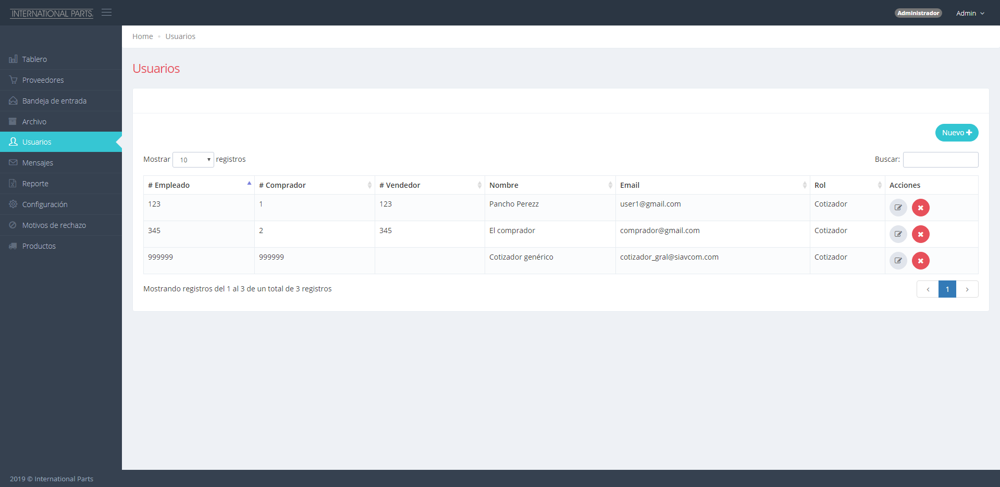 INTERNATIONAL PARTS
Administrador
Admin
Home • Usuarios
Tablero
Proveedores
Bandeja de entrada
Archivo
Usuarios
Mensajes
Reporte
Configuración
Motivos de rechazo
Productos
Usuarios
Nuevo
Mostrar 10 registros
Buscar:
# Empleado # Comprador # Vendedor Nombre Email Rol Acciones
123 1 123 Pancho Perezz user1@gmail.com Cotizador
345 2 345 El comprador comprador@gmail.com Cotizador
999999 999999 Cotizador genérico cotizador_gral@siavcom.com Cotizador
Mostrando registros del 1 al 3 de un total de 3 registros
‹ 1 ›
2019 © International Parts